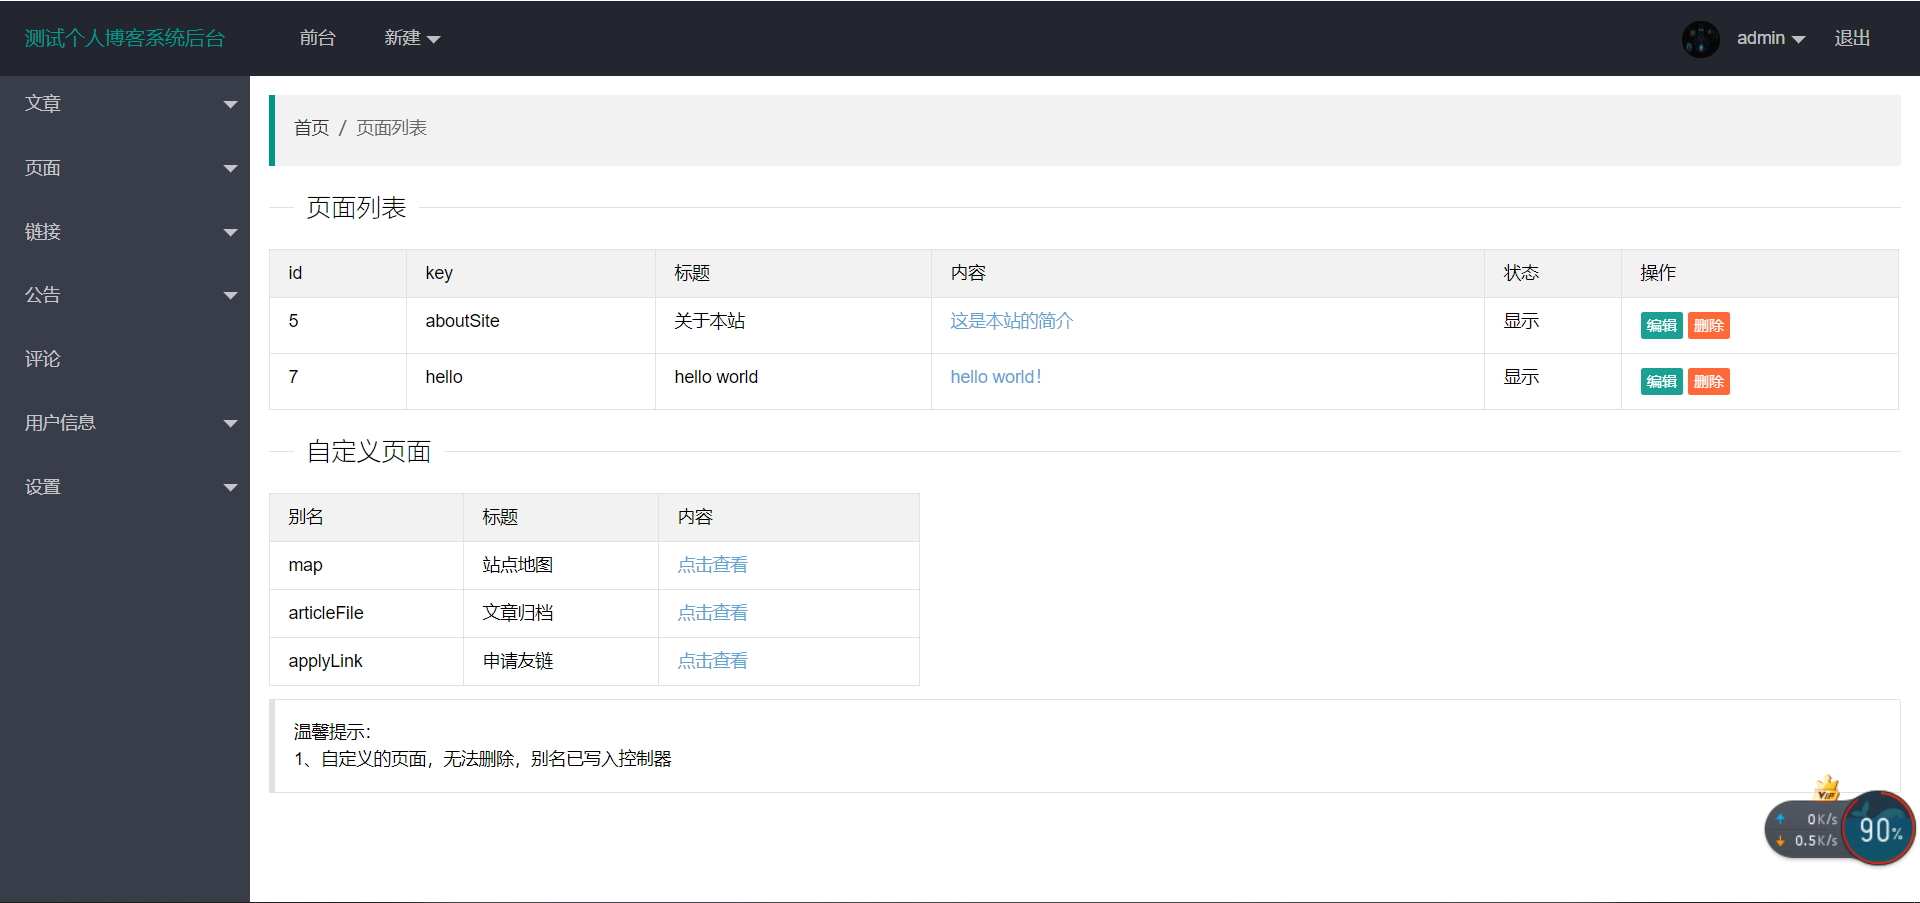 测试个人博客系统后台 前台 新建 admin 退出
文章
页面
链接
公告
评论
用户信息
设置
首页 / 页面列表
页面列表
id key 标题 内容 状态 操作
5 aboutSite 关于本站 这是本站的简介 显示 编辑 删除
7 hello hello world hello world！ 显示 编辑 删除
自定义页面
别名 标题 内容
map 站点地图 点击查看
articleFile 文章归档 点击查看
applyLink 申请友链 点击查看
温馨提示：
1、自定义的页面，无法删除，别名已写入控制器
VIP
0K/s
0.5K/s
90%